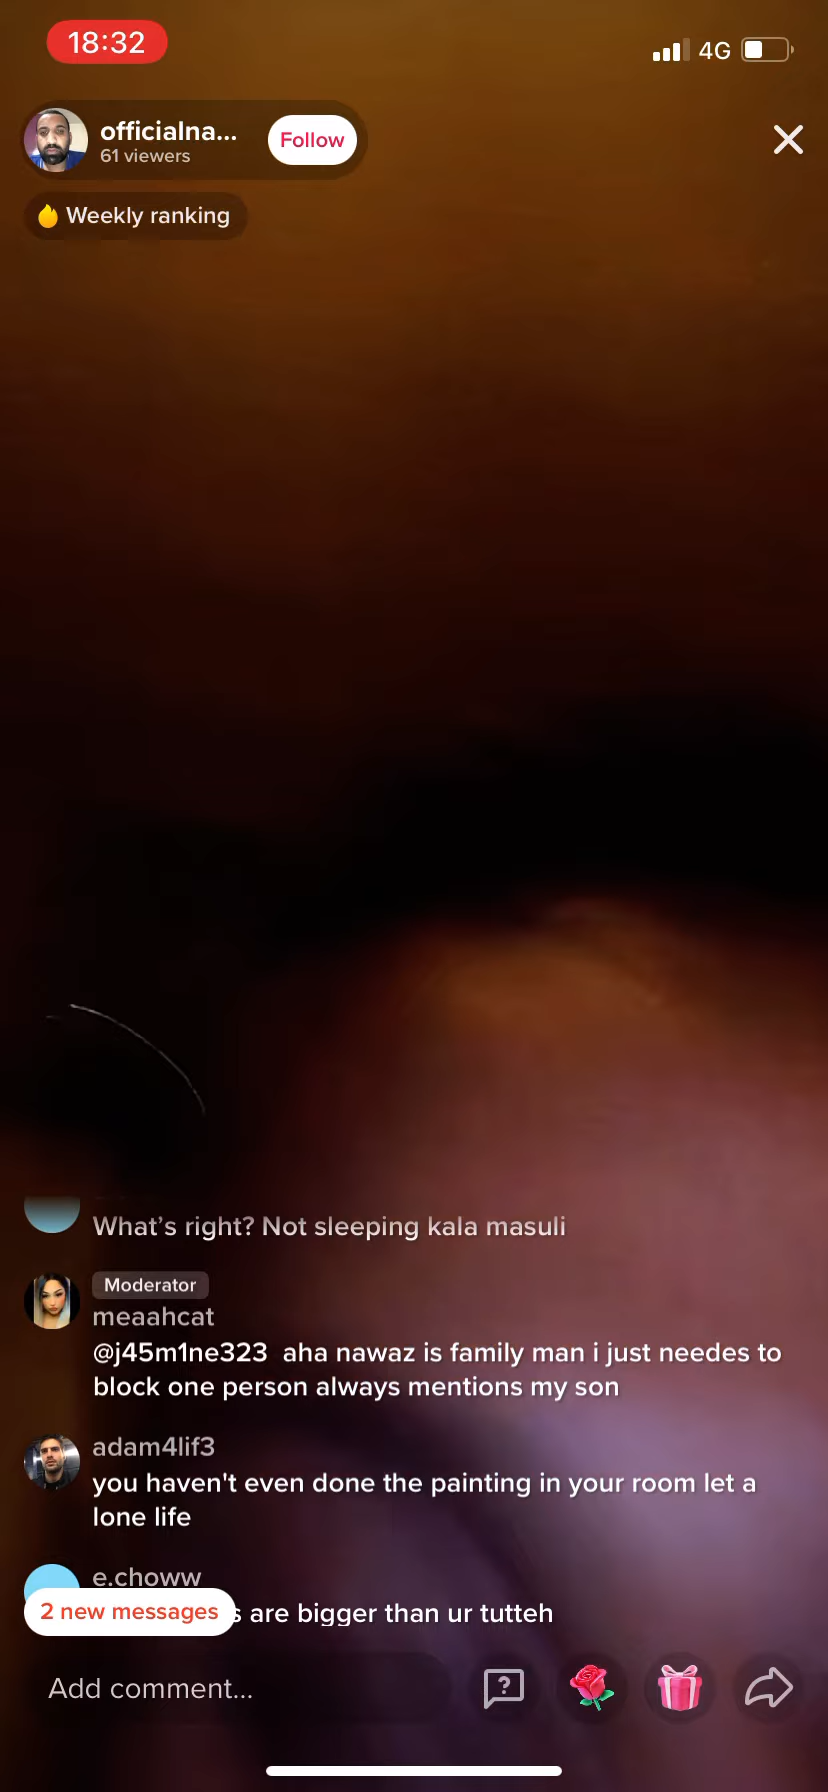 18:32
4G
officialna...
61 viewers
Follow
Weekly ranking
What's right? Not sleeping kala masuli
Moderator
meaahcat
@j45m1ne323 aha nawaz is family man i just needes to
block one person always mentions my son
adam4lif3
you haven't even done the painting in your room let a
lone life
e.choww
2 new messages
are bigger than ur tutteh
Add comment...